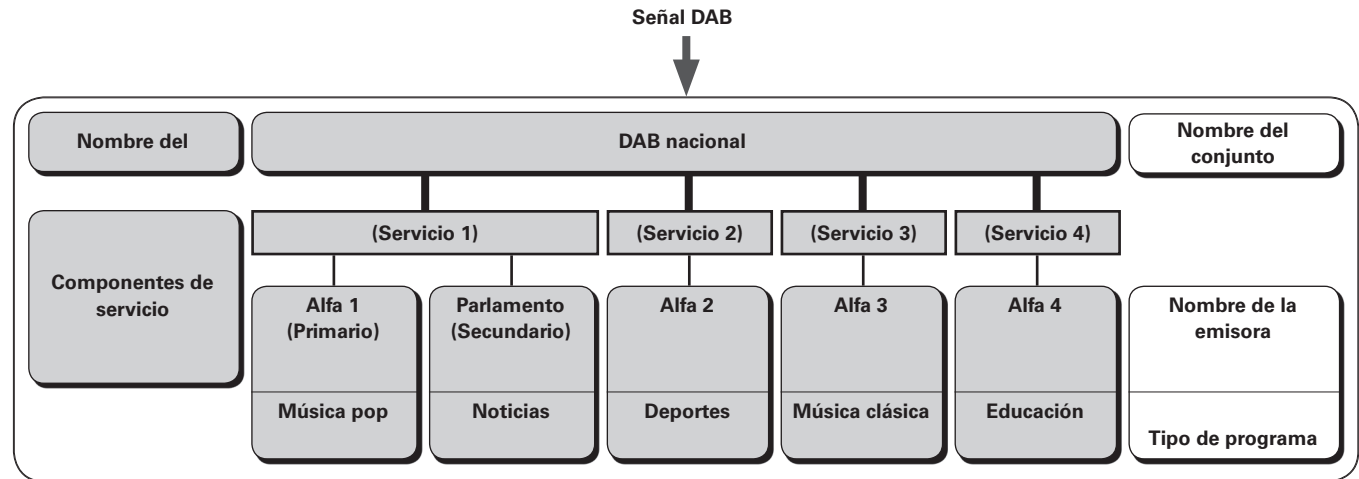 Señal DAB
Nombre del
DAB nacional
Nombre del
conjunto
Componentes de
servicio
(Servicio 1)
(Servicio 2)
(Servicio 3)
(Servicio 4)
Alfa 1
(Primario)
Parlamento
(Secundario)
Alfa 2
Alfa 3
Alfa 4
Nombre de la
emisora
Música pop
Noticias
Deportes
Música clásica
Educación
Tipo de programa